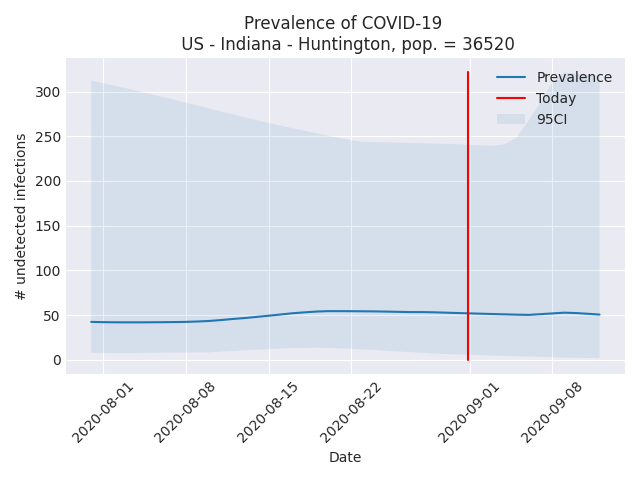 Prevalence of COVID-19
US - Indiana - Huntington, pop. = 36520
Prevalence
Today
95CI
# undetected infections
300
250
200
150
100
50
0
2020-08-01
2020-08-08
2020-08-15
2020-08-22
2020-09-01
2020-09-08
Date